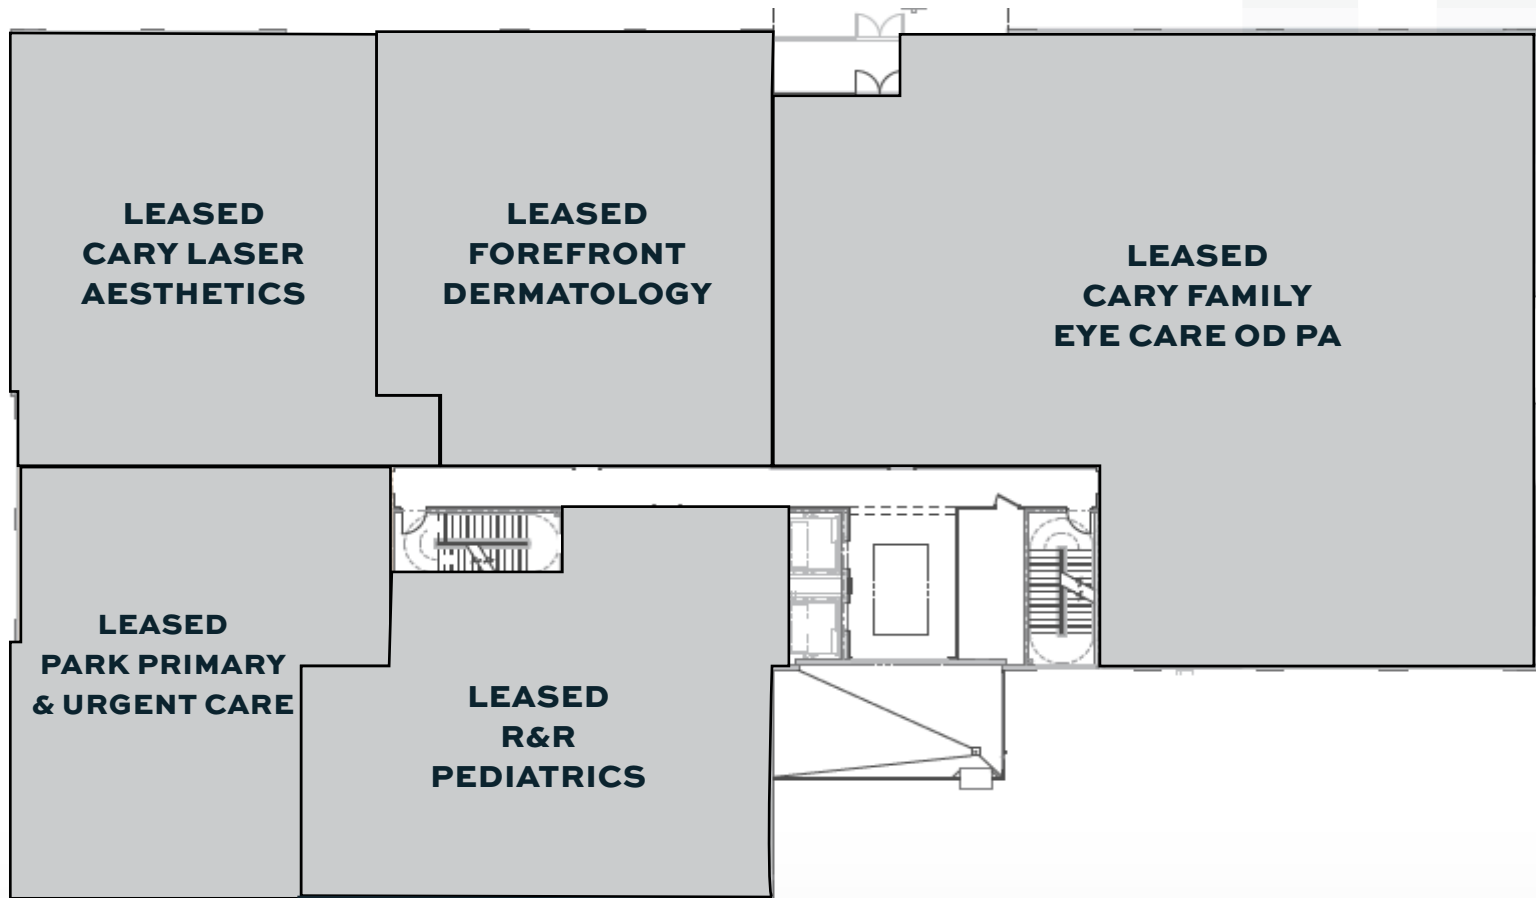 LEASED
CARY LASER
AESTHETICS
LEASED
FOREFRONT
DERMATOLOGY
LEASED
CARY FAMILY
EYE CARE OD PA
LEASED
PARK PRIMARY
& URGENT CARE
LEASED
R&R
PEDIATRICS